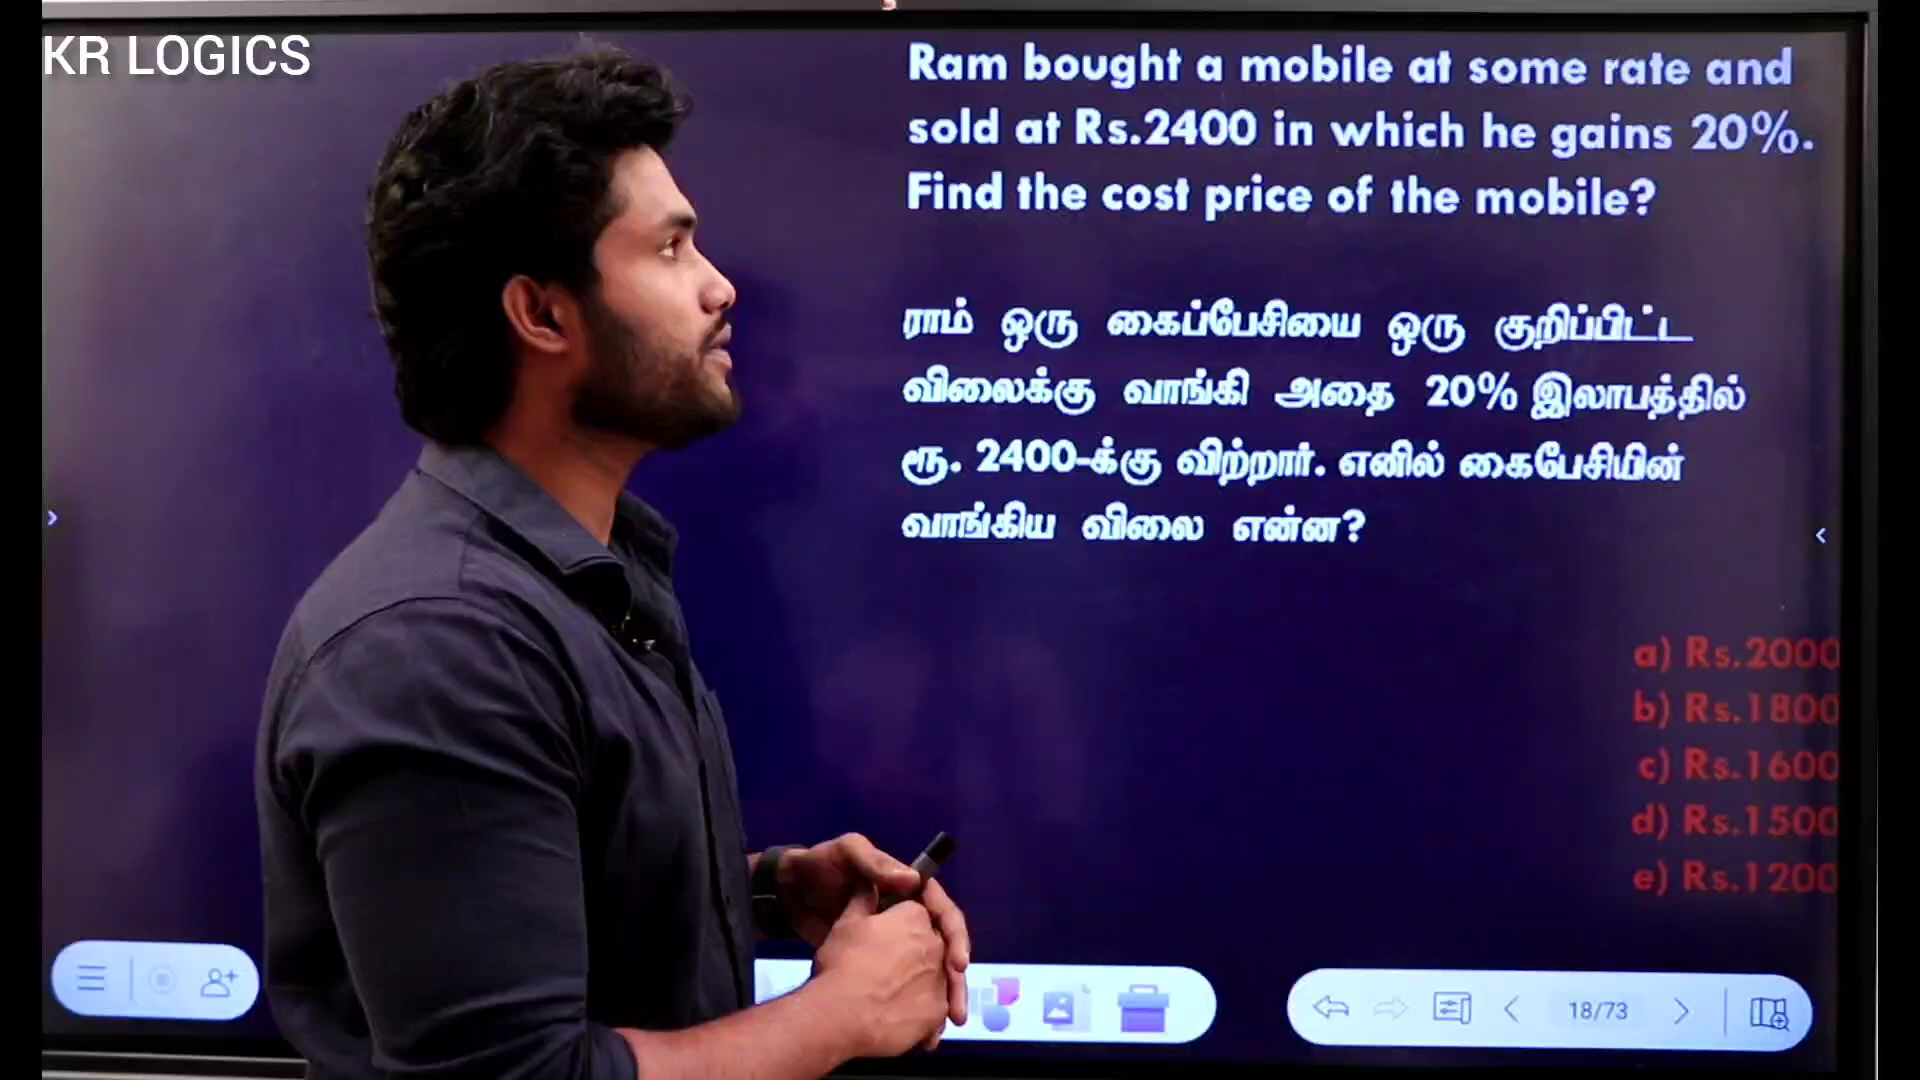 KR LOGICS
Ram bought a mobile at some rate and
sold at Rs.2400 in which he gains 20%.
Find the cost price of the mobile?
ராம் ஒரு கைப்பேசியை ஒரு குறிப்பிட்ட
விலைக்கு வாங்கி அதை 20% இலாபத்தில்
ரூ. 2400-க்கு விற்றார். எனில் கைபேசியின்
வாங்கிய விலை என்ன?
a) Rs.2000
b) Rs.1800
c) Rs.1600
d) Rs.1500
e) Rs.1200
18/73